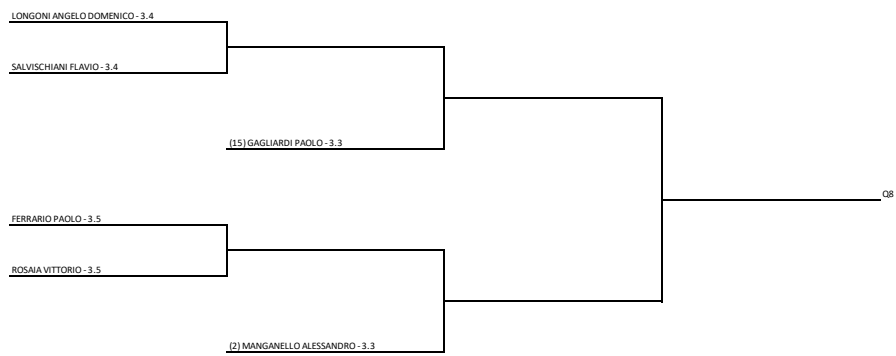 LONGONI ANGELO DOMENICO - 3.4
SALVISCHIANI FLAVIO - 3.4
(15) GAGLIARDI PAOLO - 3.3
Q8
FERRARIO PAOLO - 3.5
ROSAIA VITTORIO - 3.5
(2) MANGANELLO ALESSANDRO - 3.3